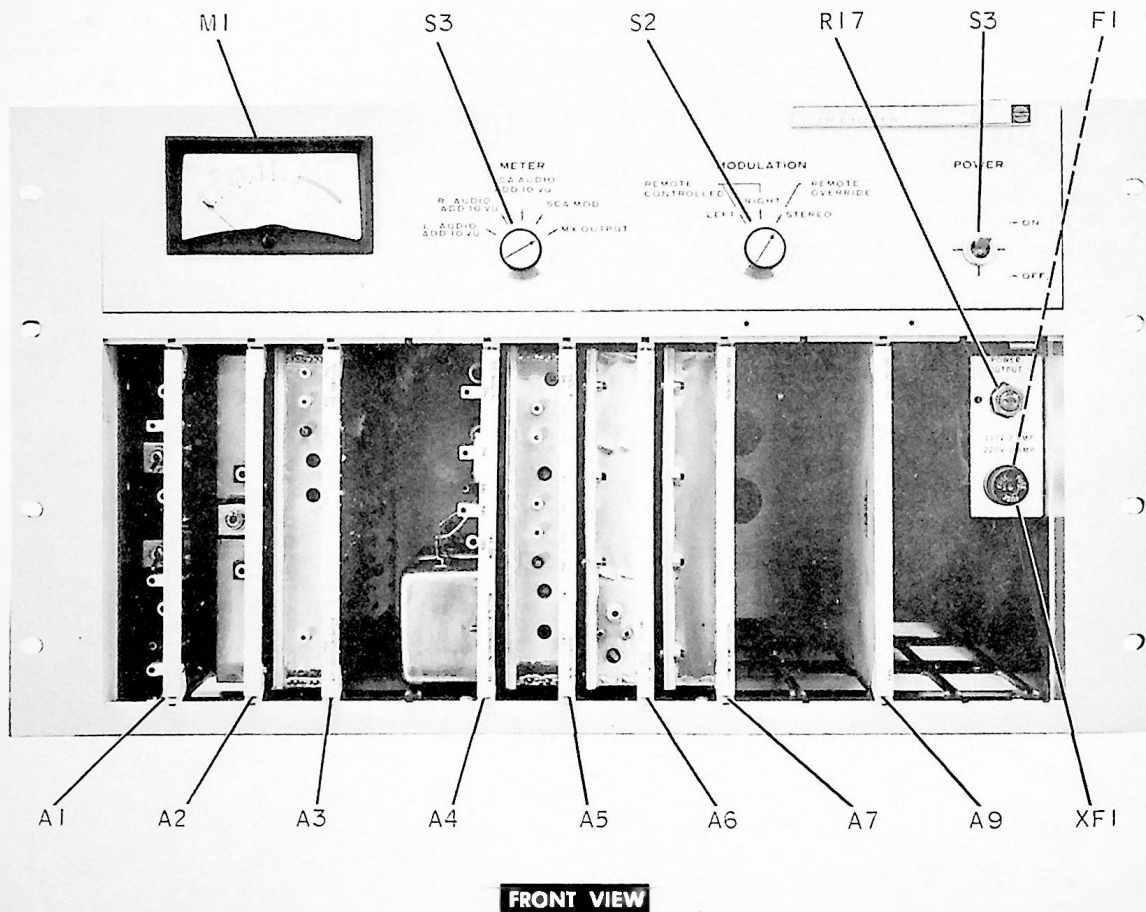 M1 S3 S2 R17 S3 F1
METER
CA AUDIO
ADD 10 VU
R. AUDIO
ADD 10 VU
SCA MOD
L. AUDIO
ADD 10 VU
MX OUTPUT
MODULATION
REMOTE
CONTROLLED
REMOTE
OVERRIDE
RIGHT
LEFT
STEREO
POWER
ON
OFF
POWER
OUTPUT
A1 A2 A3 A4 A5 A6 A7 A9 XF1
FRONT VIEW